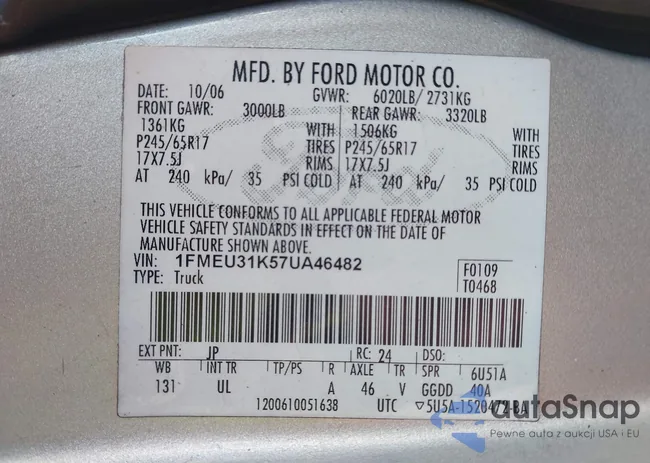 MFD. BY FORD MOTOR CO.
DATE: 10/06 GVWR: 6020LB/ 2731KG
FRONT GAWR: 3000LB REAR GAWR: 3320LB
1361KG WITH 1506KG WITH
P245/65R17 TIRES P245/65R17 TIRES
17X7.5J RIMS 17X7.5J RIMS
AT 240 kPa/ 35 PSI COLD AT 240 kPa/ 35 PSI COLD
THIS VEHICLE CONFORMS TO ALL APPLICABLE FEDERAL MOTOR
VEHICLE SAFETY STANDARDS IN EFFECT ON THE DATE OF
MANUFACTURE SHOWN ABOVE.
VIN: 1FMEU31K57UA46482 F0109
TYPE: Truck T0468
EXT PNT: JP RC: 24 DSO:
WB INT TR TP/PS R AXLE TR SPR 6U51A
131 UL A 46 V GGDD 40A
1200610051638 UTC ▽5U5A-1520472-BA
autoSnap
Pewne auta z aukcji USA i EU